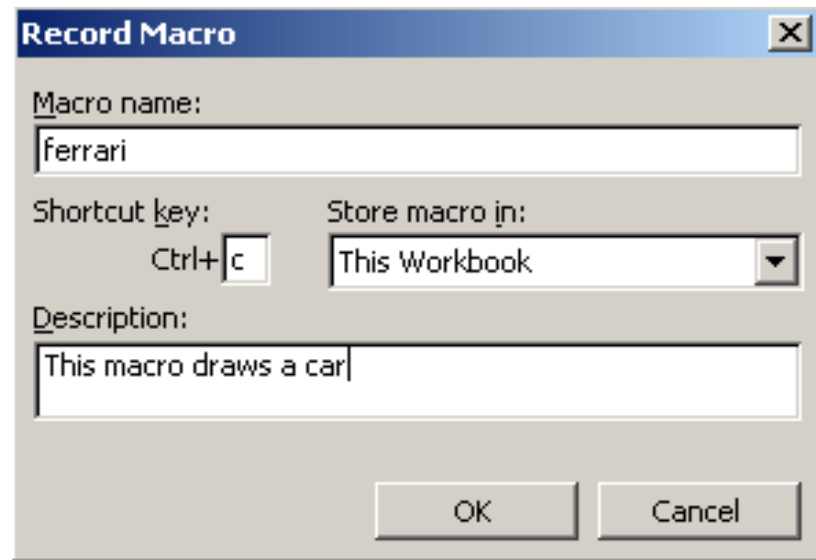 Record Macro
Macro name:
ferrari
Shortcut key: Store macro in:
Ctrl+ c This Workbook
Description:
This macro draws a car
OK Cancel